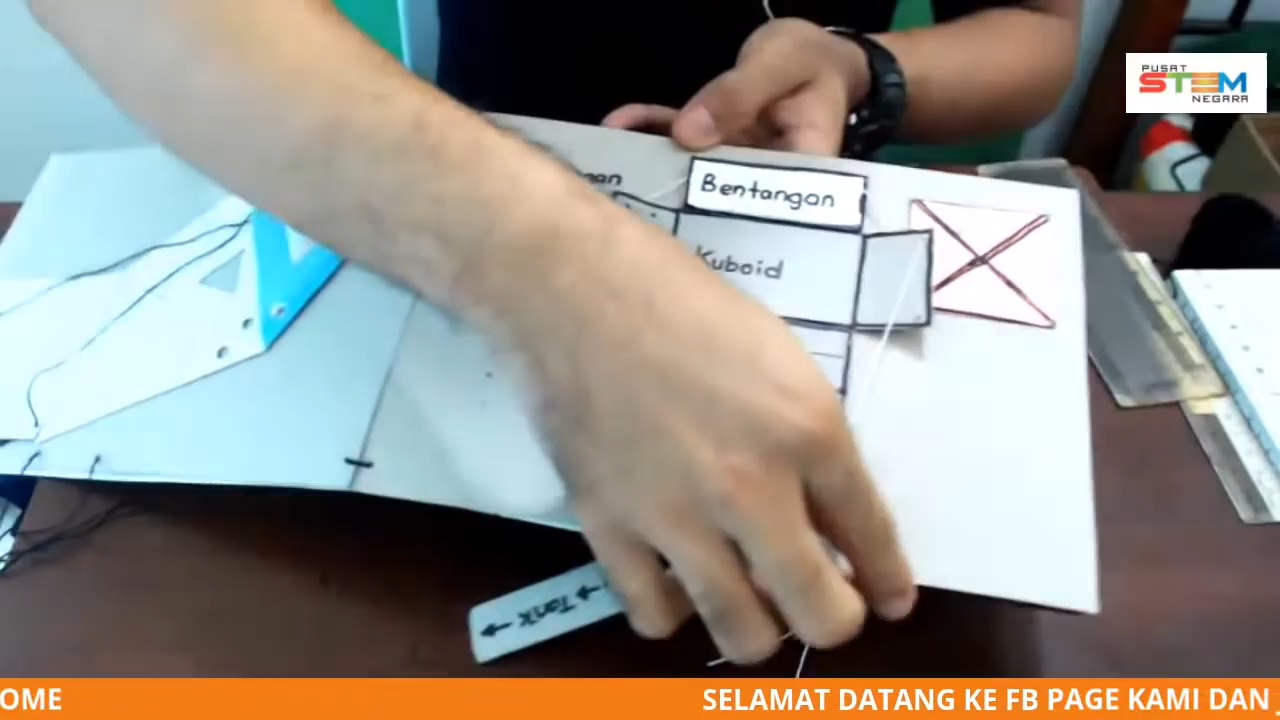 PUSAT
STEM
NEGARA
Bentangan
Kuboid
Tarik
OME
SELAMAT DATANG KE FB PAGE KAMI DAN